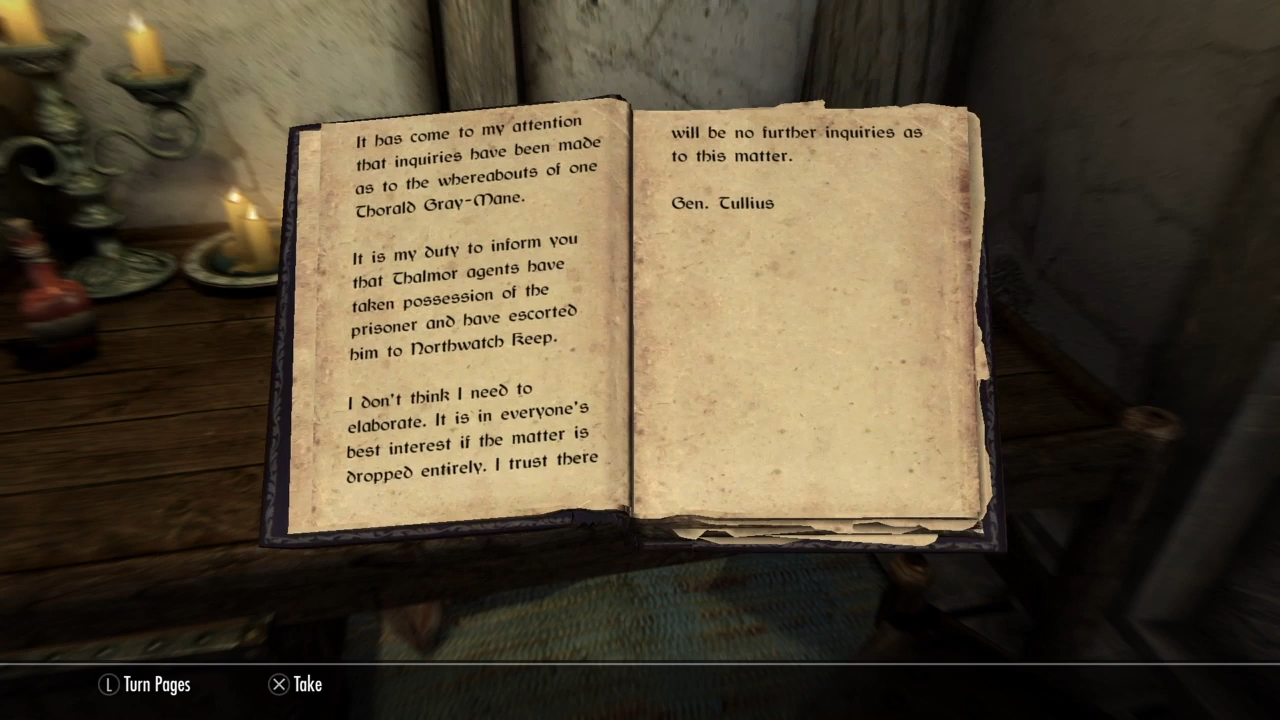 It has come to my attention
that inquiries have been made
as to the whereabouts of one
Thorald Gray-Mane.
It is my duty to inform you
that Thalmor agents have
taken possession of the
prisoner and have escorted
him to Northwatch Keep.
I don't think I need to
elaborate. It is in everyone's
best interest if the matter is
dropped entirely. I trust there
will be no further inquiries as
to this matter.
Gen. Tullius
L Turn Pages
X Take